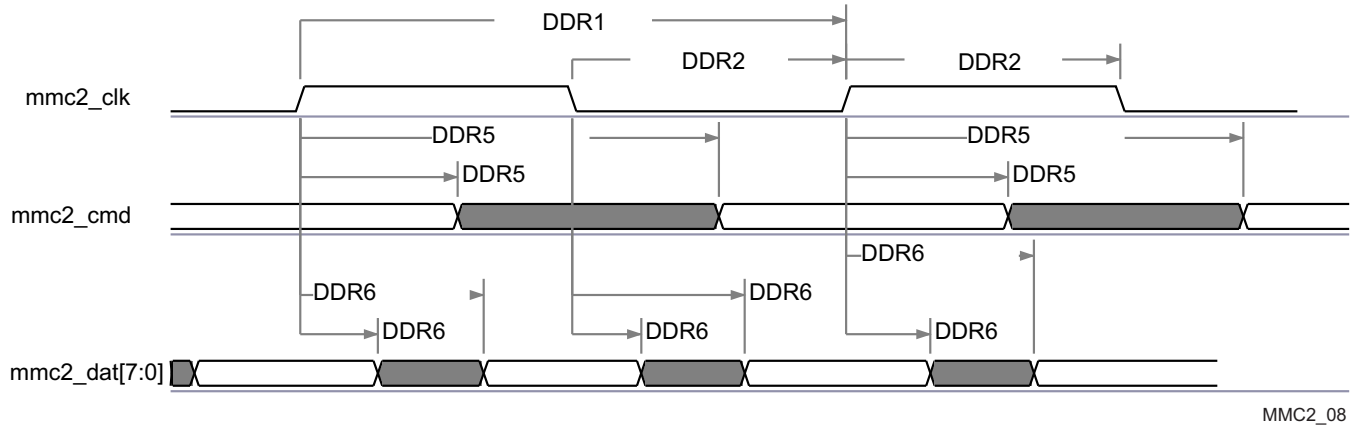 DDR1
DDR2 DDR2
mmc2_clk
DDR5 DDR5
DDR5 DDR5
mmc2_cmd
DDR6
DDR6 DDR6
DDR6 DDR6 DDR6
mmc2_dat[7:0]
MMC2_08